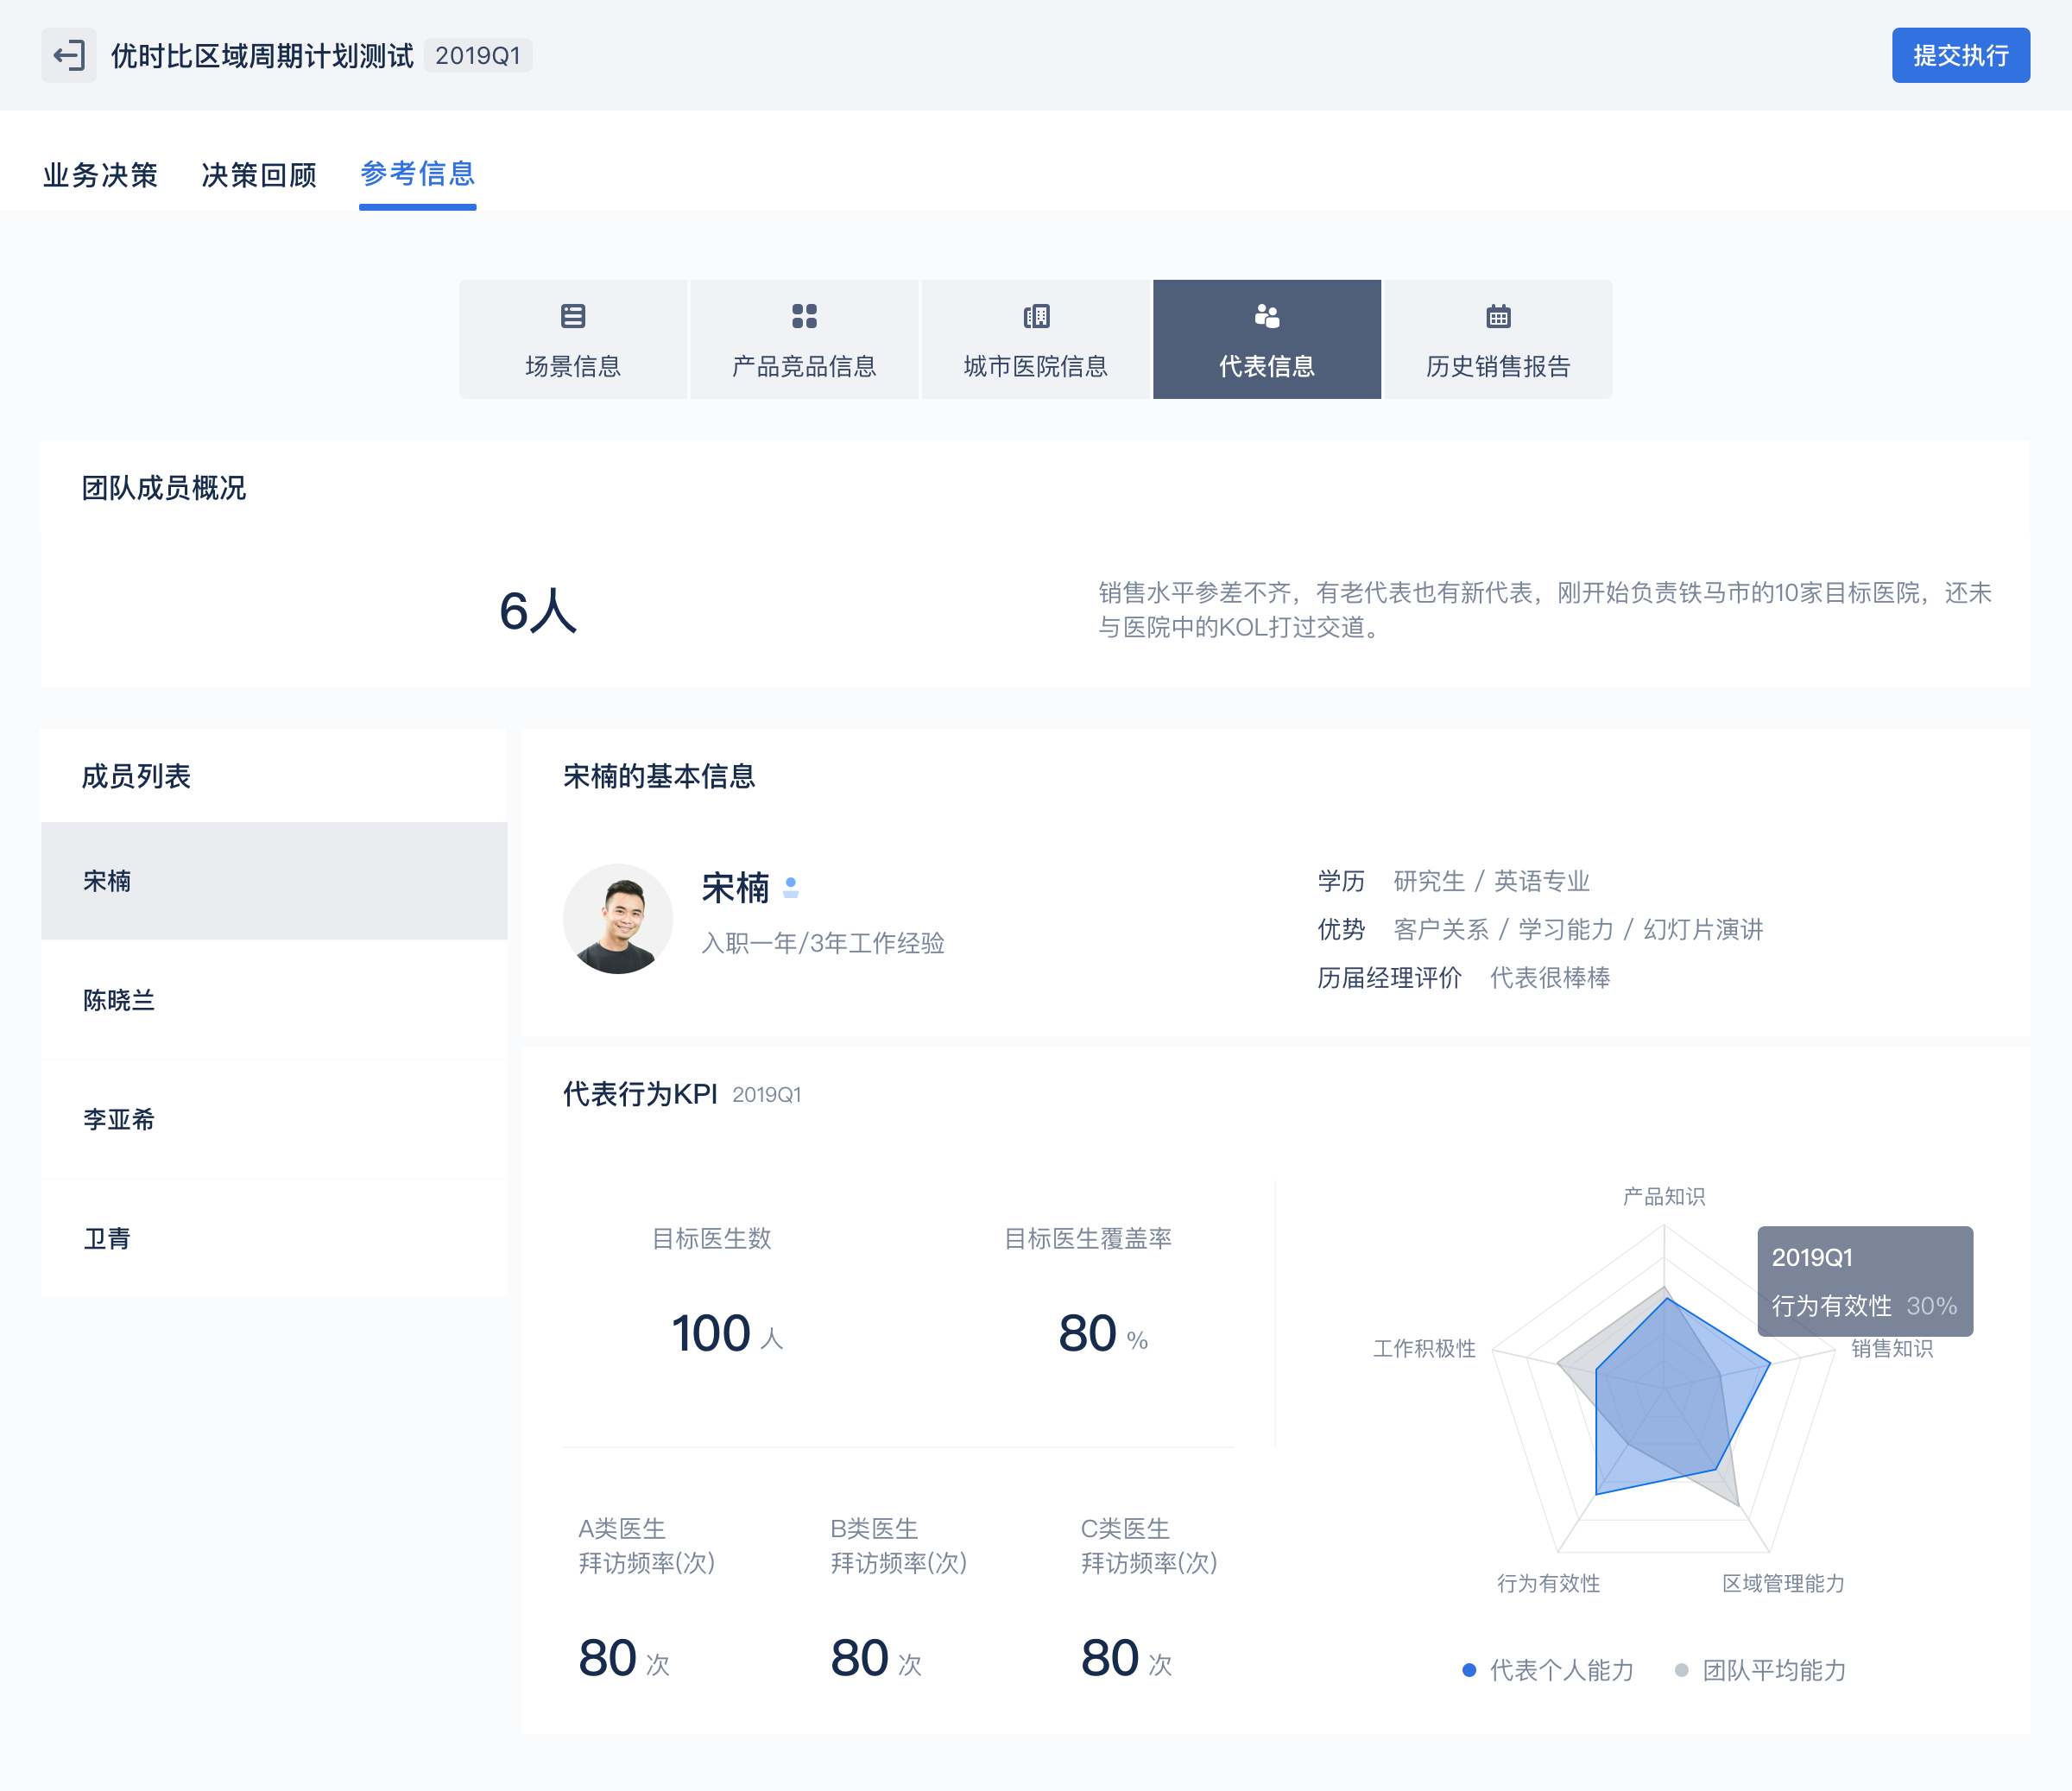 优时比区域周期计划测试 2019Q1
提交执行
业务决策 决策回顾 参考信息
场景信息 产品竞品信息 城市医院信息 代表信息 历史销售报告
团队成员概况
6人
销售水平参差不齐，有老代表也有新代表，刚开始负责铁马市的10家目标医院，还未
与医院中的KOL打过交道。
成员列表
宋楠
陈晓兰
李亚希
卫青
宋楠的基本信息
宋楠
入职一年/3年工作经验
学历 研究生 / 英语专业
优势 客户关系 / 学习能力 / 幻灯片演讲
历届经理评价 代表很棒棒
代表行为KPI 2019Q1
目标医生数
100 人
目标医生覆盖率
80 %
A类医生
拜访频率(次)
80 次
B类医生
拜访频率(次)
80 次
C类医生
拜访频率(次)
80 次
产品知识
2019Q1
行为有效性 30%
工作积极性
销售知识
行为有效性
区域管理能力
代表个人能力 团队平均能力